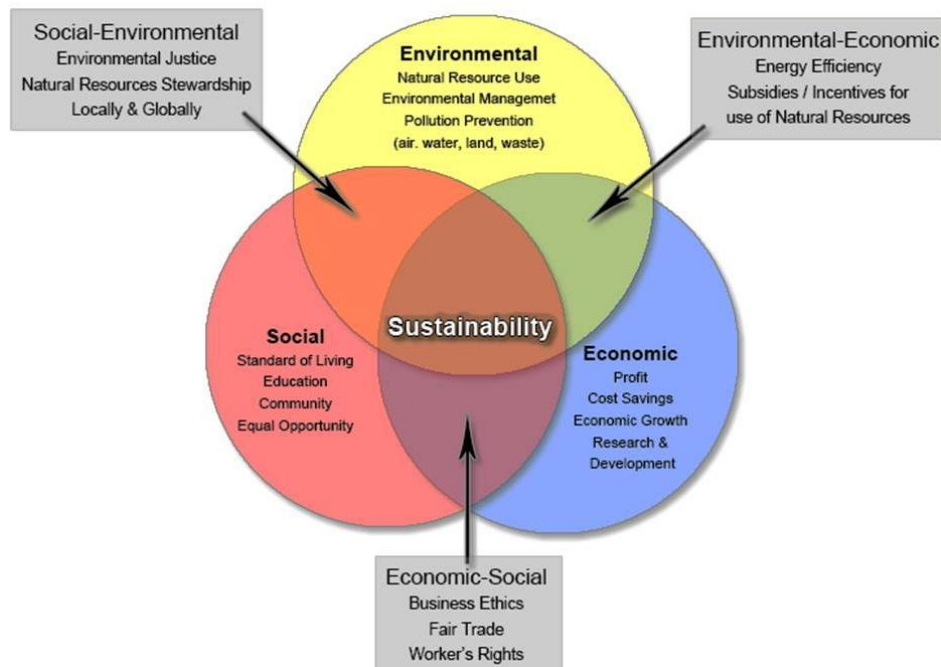 Social-Environmental
Environmental Justice
Natural Resources Stewardship
Locally & Globally
Environmental
Natural Resource Use
Environmental Managemet
Pollution Prevention
(air. water, land, waste)
Environmental-Economic
Energy Efficiency
Subsidies / Incentives for
use of Natural Resources
Sustainability
Social
Standard of Living
Education
Community
Equal Opportunity
Economic
Profit
Cost Savings
Economic Growth
Research &
Development
Economic-Social
Business Ethics
Fair Trade
Worker's Rights